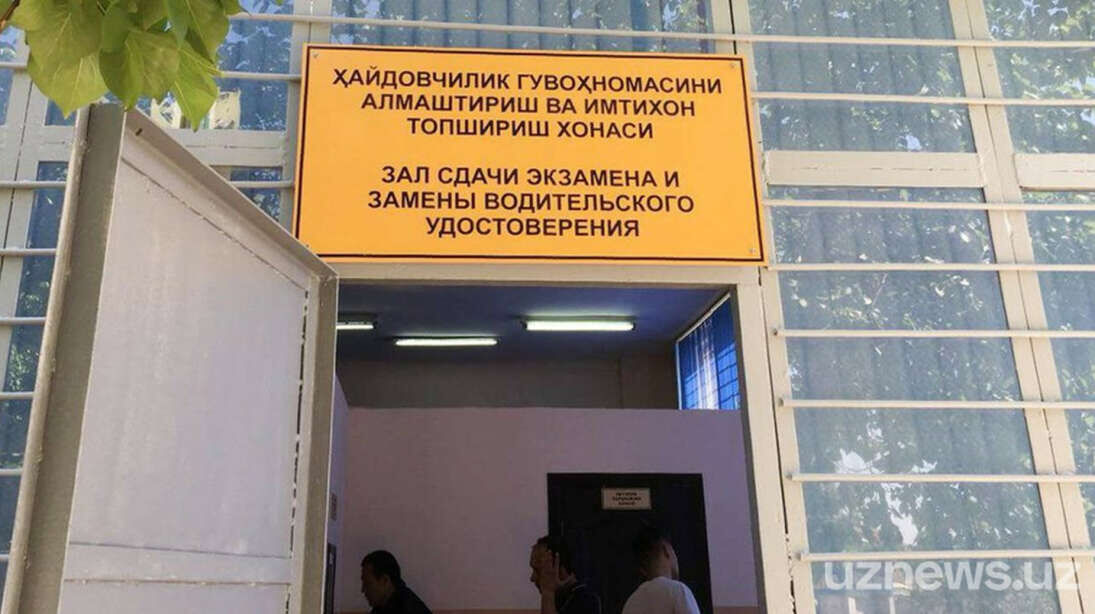 ҲАЙДОВЧИЛИК ГУВОҲНОМАСИНИ
АЛМАШТИРИШ ВА ИМТИХОН
ТОПШИРИШ ХОНАСИ
ЗАЛ СДАЧИ ЭКЗАМЕНА И
ЗАМЕНЫ ВОДИТЕЛЬСКОГО
УДОСТОВЕРЕНИЯ
uznews.uz